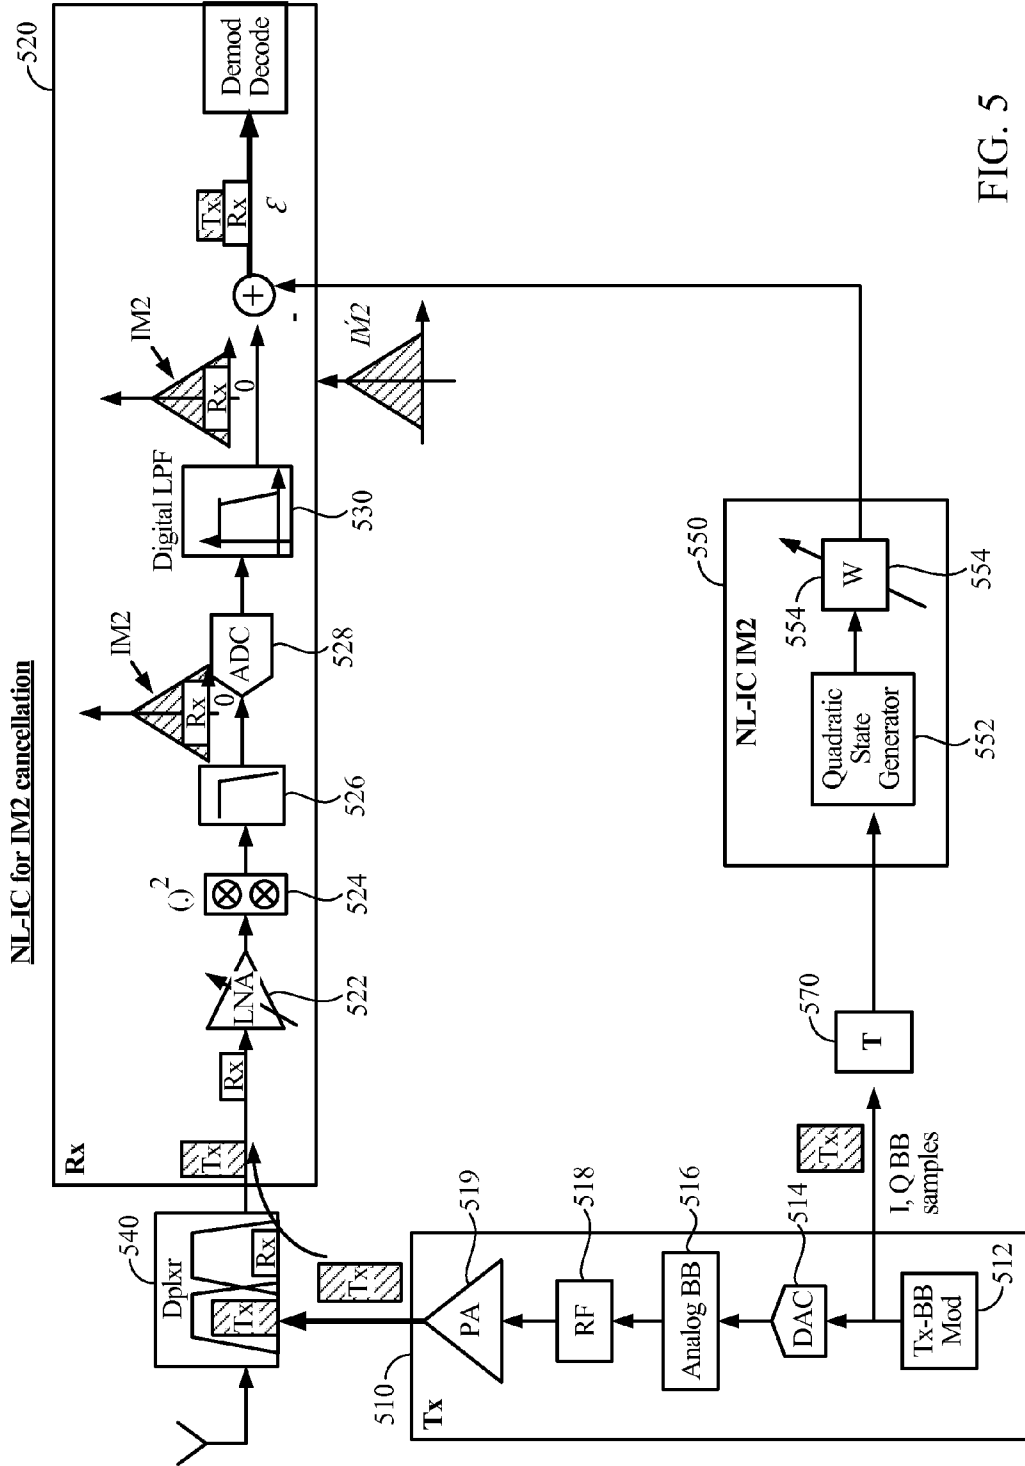 NL-IC for IM2 cancellation
520
Rx
Tx
Rx
LNA
522
(.)²
524
526
IM2
Rx
0
ADC
528
Digital LPF
530
IM2
Rx
0
+
-
Tx
Rx
ε
Demod
Decode
IM̂2
540
Dplxr
Tx
Rx
Tx
510
Tx
PA
519
RF
518
Analog BB
516
DAC
514
Tx-BB
Mod
512
Tx
I, Q BB
samples
T
570
NL-IC IM2
550
Quadratic
State
Generator
552
554
W
554
FIG. 5